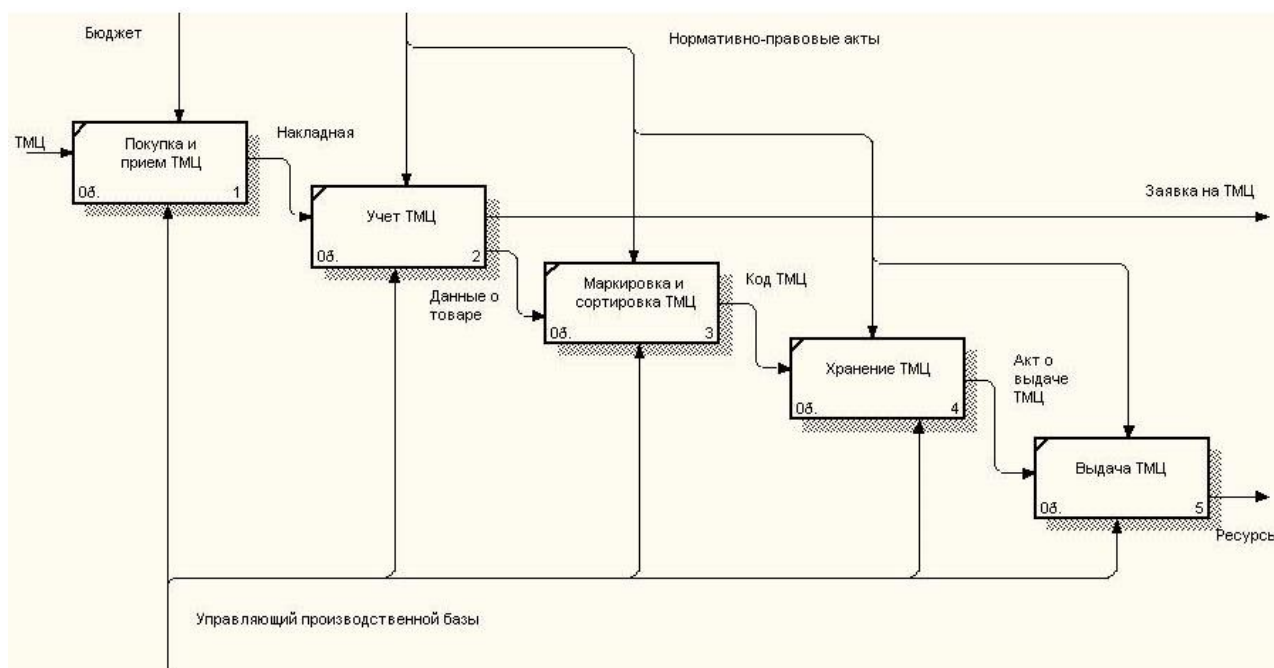 Бюджет
Нормативно-правовые акты
ТМЦ
Покупка и
прием ТМЦ
0б.
1
Накладная
Учет ТМЦ
0б.
2
Заявка на ТМЦ
Данные о
товаре
Маркировка и
сортировка ТМЦ
0б.
3
Код ТМЦ
Хранение ТМЦ
0б.
4
Акт о
выдаче
ТМЦ
Выдача ТМЦ
0б.
5
Ресурсы
Управляющий производственной базы